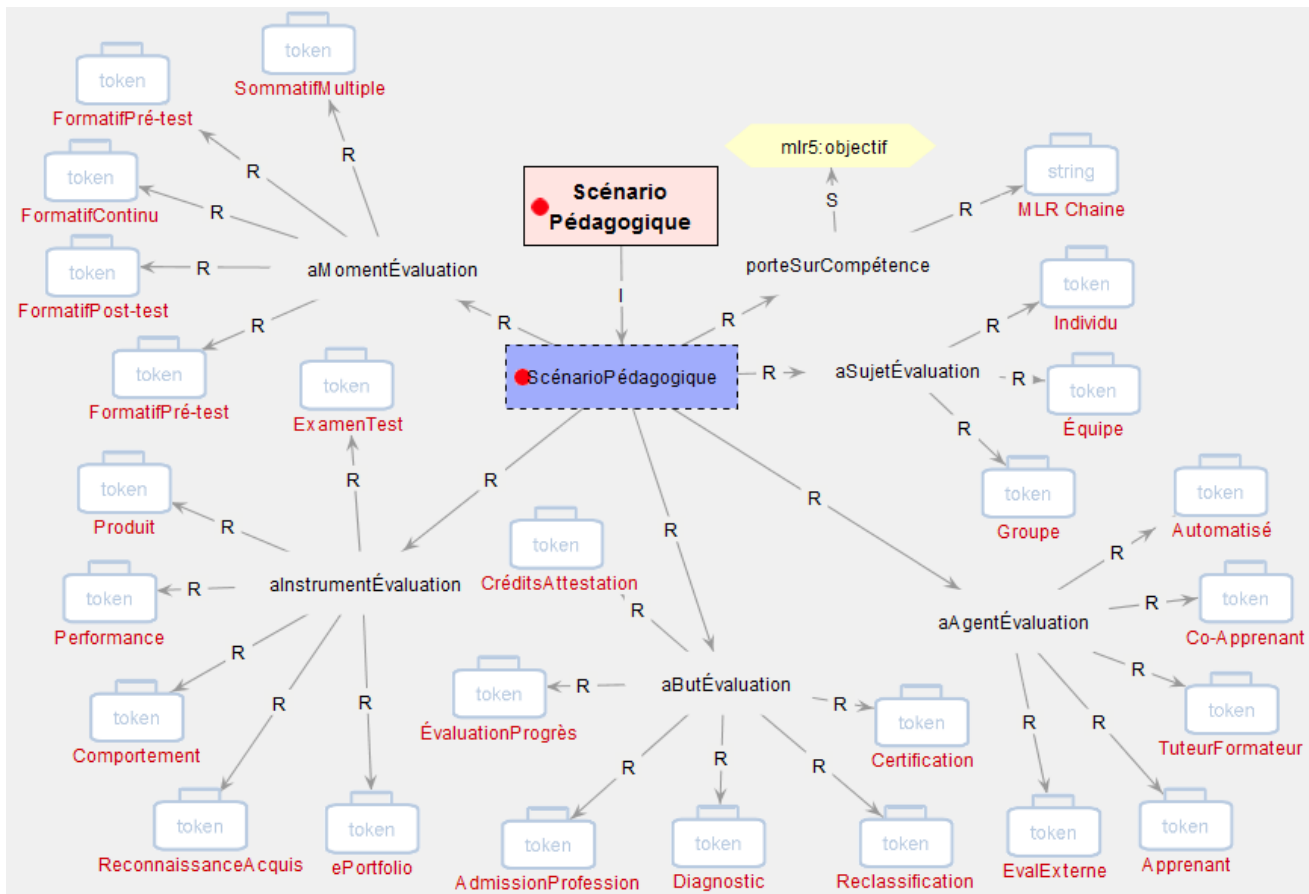 token
SommatifMultiple
token
FormatifPré-test
R
R
mlr5:objectif
token
FormatifContinu
R
Scénario
Pédagogique
S
R
string
MLR Chaine
token
FormatifPost-test
R
aMomentÉvaluation
I
porteSurCompétence
token
Individu
R
R
R
R
token
FormatifPré-test
token
ExamenTest
ScénarioPédagogique
R
aSujetÉvaluation
R
token
Équipe
R
token
Groupe
token
Produit
R
R
R
R
R
token
Automatisé
R
aInstrumentÉvaluation
token
CréditsAttestation
R
token
Performance
R
R
aAgentÉvaluation
R
token
Co-Apprenant
token
Comportement
R
R
R
token
ÉvaluationProgrès
R
aButÉvaluation
R
token
Certification
R
token
TuteurFormateur
R
R
R
R
R
token
ReconnaissanceAcquis
token
ePortfolio
token
AdmissionProfession
token
Diagnostic
token
Reclassification
token
EvalExterne
token
Apprenant